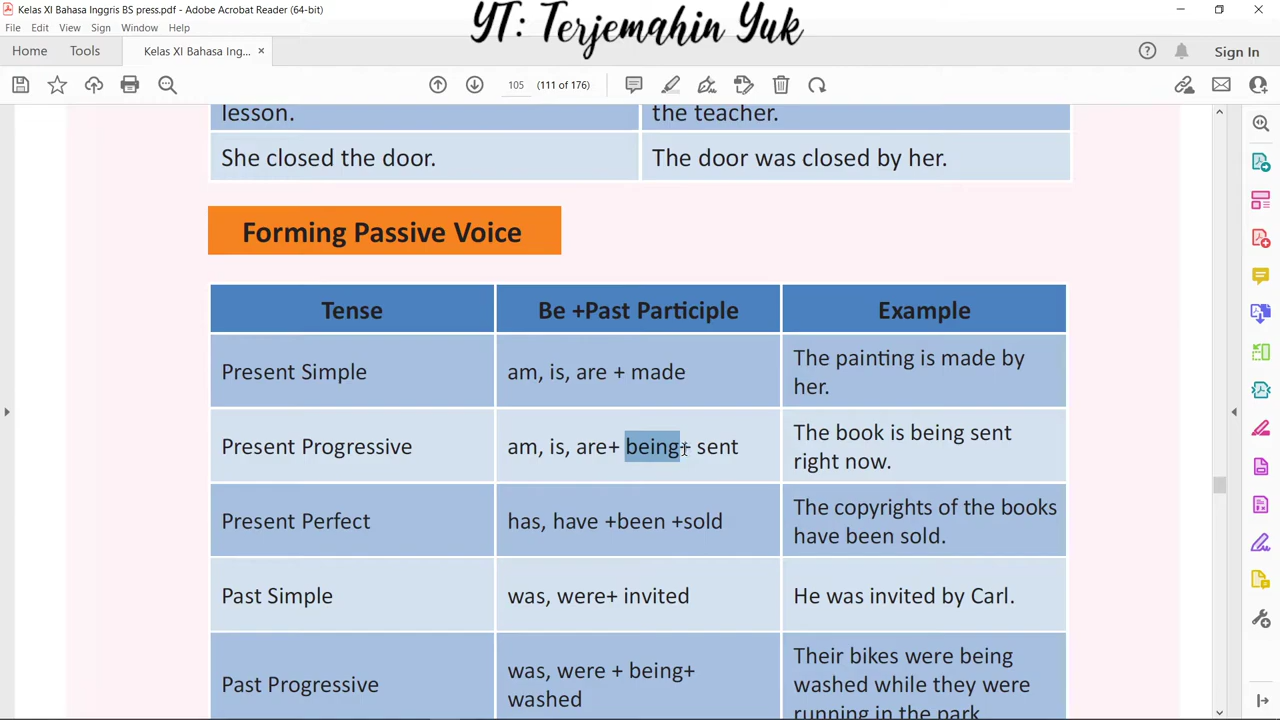 Kelas XI Bahasa Inggris BS press.pdf - Adobe Acrobat Reader (64-bit)
YT: Terjemahin Yuk
File Edit View Sign Window Help
Home Tools Kelas XI Bahasa Ing... × Sign In
105 (111 of 176)
lesson. the teacher.
She closed the door. The door was closed by her.
Forming Passive Voice
Tense Be +Past Participle Example
Present Simple am, is, are + made The painting is made by
her.
Present Progressive am, is, are+ being+ sent The book is being sent
right now.
Present Perfect has, have +been +sold The copyrights of the books
have been sold.
Past Simple was, were+ invited He was invited by Carl.
Past Progressive was, were + being+
washed
Their bikes were being
washed while they were
running in the park